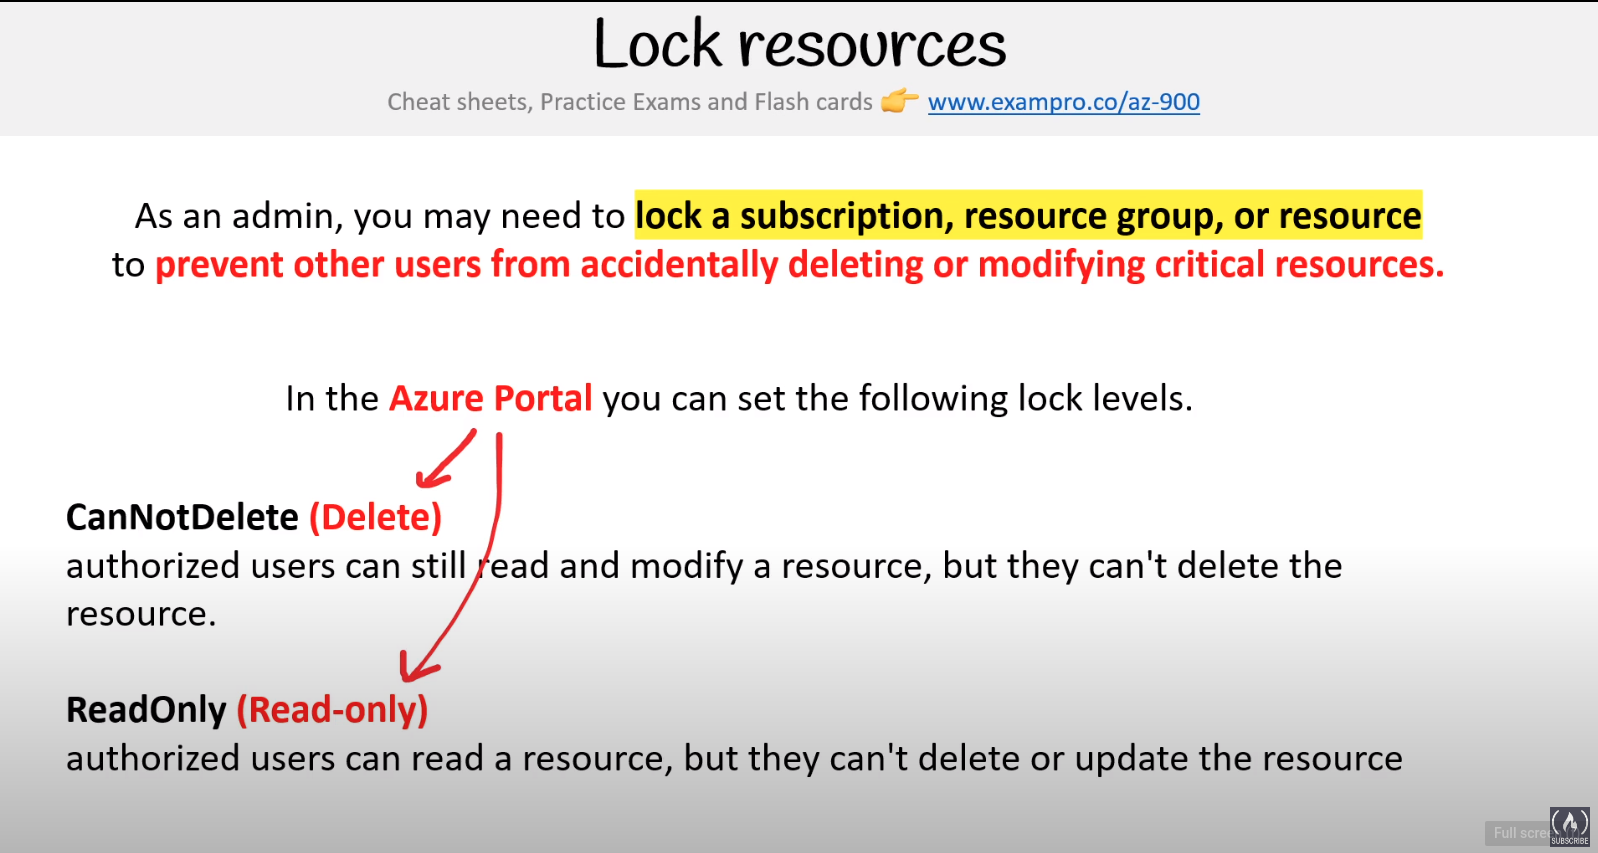 Lock resources
Cheat sheets, Practice Exams and Flash cards 👉 www.exampro.co/az-900
As an admin, you may need to lock a subscription, resource group, or resource
to prevent other users from accidentally deleting or modifying critical resources.
In the Azure Portal you can set the following lock levels.
CanNotDelete (Delete)
authorized users can still read and modify a resource, but they can't delete the
resource.
ReadOnly (Read-only)
authorized users can read a resource, but they can't delete or update the resource
Full
SUBSCRIBE